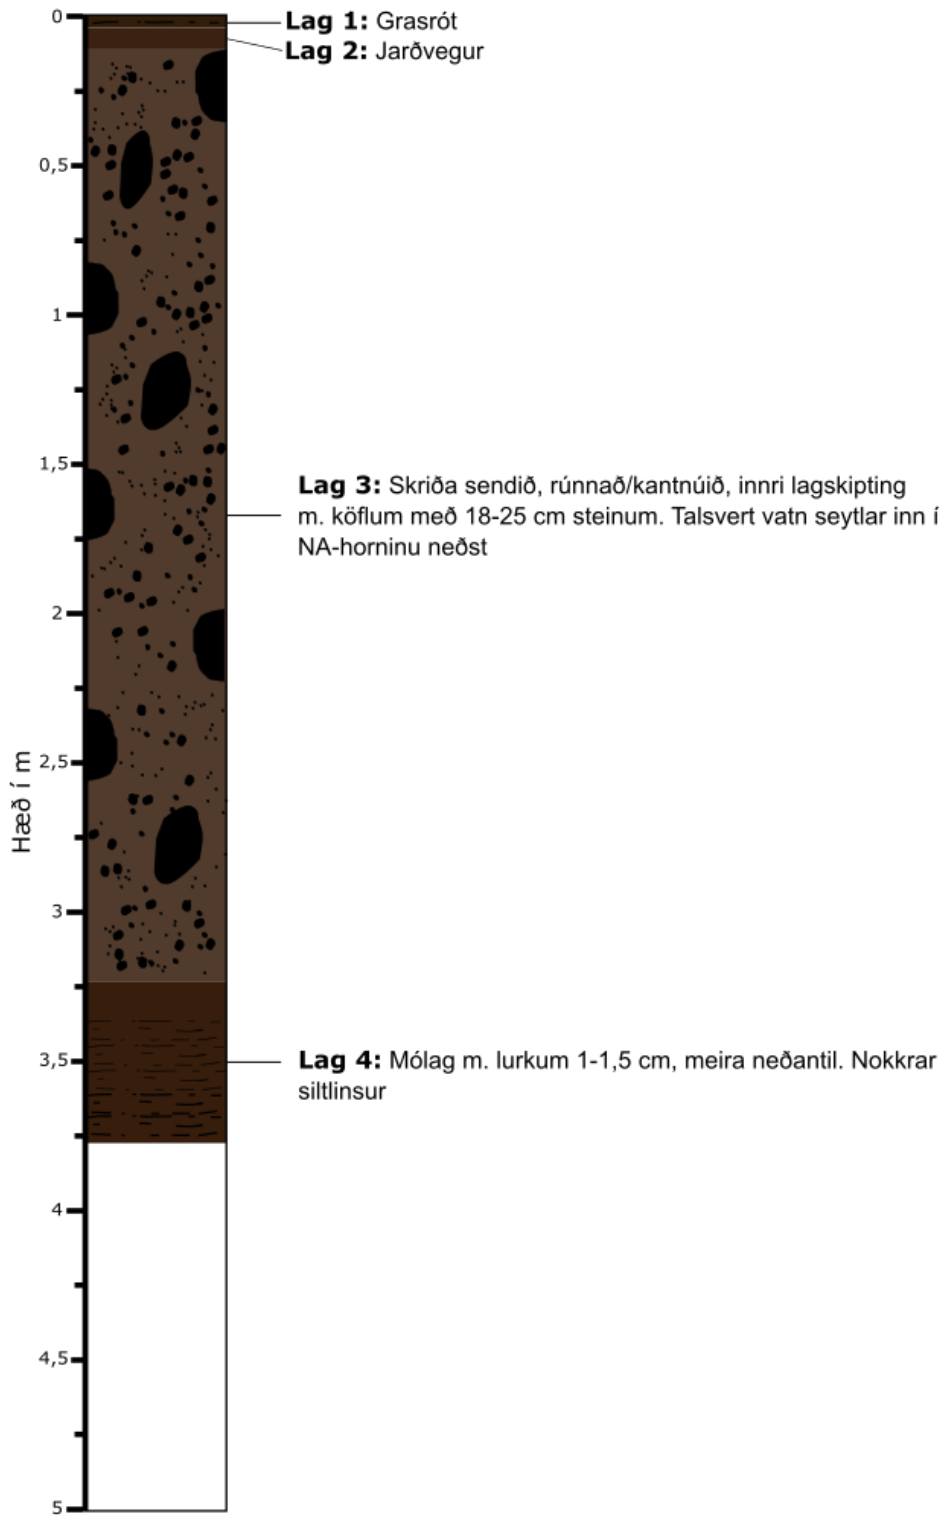 0
Lag 1: Grasrót
Lag 2: Jarðvegur
0,5
1
1,5
Lag 3: Skriða sendið, rúnnað/kantnúið, innri lagskipting
m. köflum með 18-25 cm steinum. Talsvert vatn seytlar inn í
NA-horninu neðst
2
2,5
Hæð í m
3
3,5
Lag 4: Mólag m. lurkum 1-1,5 cm, meira neðantil. Nokkrar
siltlinsur
4
4,5
5